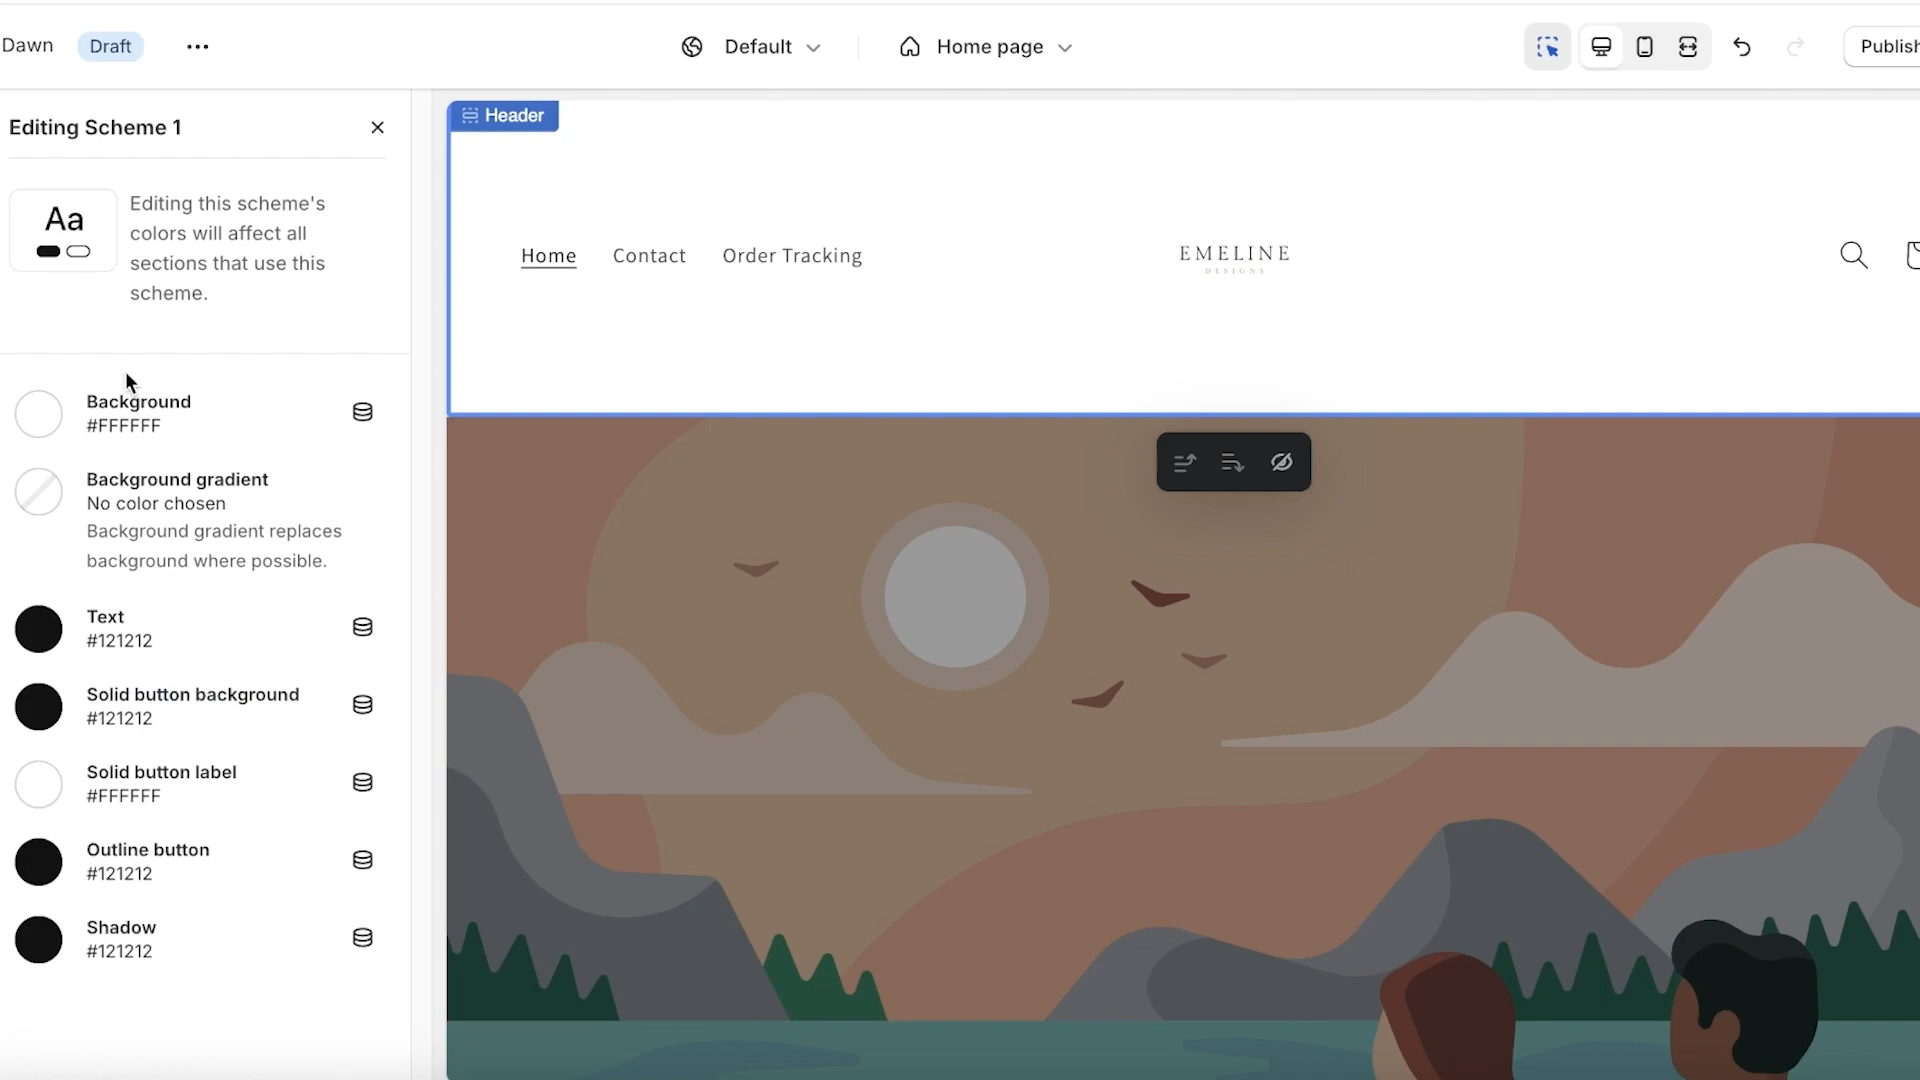 Dawn
Draft
Default
Home page
Publish
Editing Scheme 1
Header
Aa
Editing this scheme's
colors will affect all
sections that use this
scheme.
Home
Contact
Order Tracking
EMELINE
DESIGNS
Background
#FFFFFF
Background gradient
No color chosen
Background gradient replaces
background where possible.
Text
#121212
Solid button background
#121212
Solid button label
#FFFFFF
Outline button
#121212
Shadow
#121212